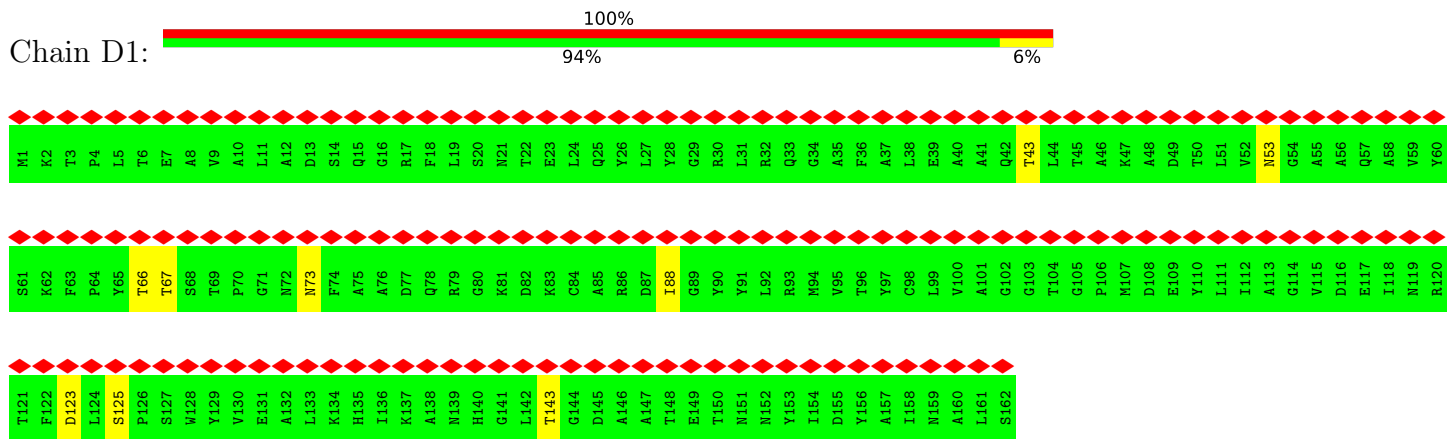 100%
Chain D1:
94% 6%
M1 K2 T3 P4 L5 T6 E7 A8 V9 A10 L11 A12 D13 S14 Q15 G16 R17 F18 L19 S20 N21 T22 E23 L24 Q25 Y26 L27 Y28 G29 R30 L31 R32 Q33 G34 A35 F36 A37 L38 E39 A40 A41 Q42 T43 L44 T45 A46 K47 A48 D49 T50 L51 V52 N53 G54 A55 A56 Q57 A58 V59 Y60
S61 K62 F63 P64 Y65 T66 T67 S68 T69 P70 G71 N72 N73 F74 A75 A76 D77 Q78 R79 G80 K81 D82 K83 C84 A85 R86 D87 I88 G89 Y90 Y91 L92 R93 M94 V95 T96 Y97 C98 L99 V100 A101 G102 G103 T104 G105 P106 M107 D108 E109 Y110 L111 I112 A113 G114 V115 D116 E117 I118 N119 R120
T121 F122 D123 L124 S125 P126 S127 W128 Y129 V130 E131 A132 L133 K134 H135 I136 K137 A138 N139 H140 G141 L142 T143 G144 D145 A146 A147 T148 E149 T150 N151 N152 Y153 I154 D155 Y156 A157 I158 N159 A160 L161 S162